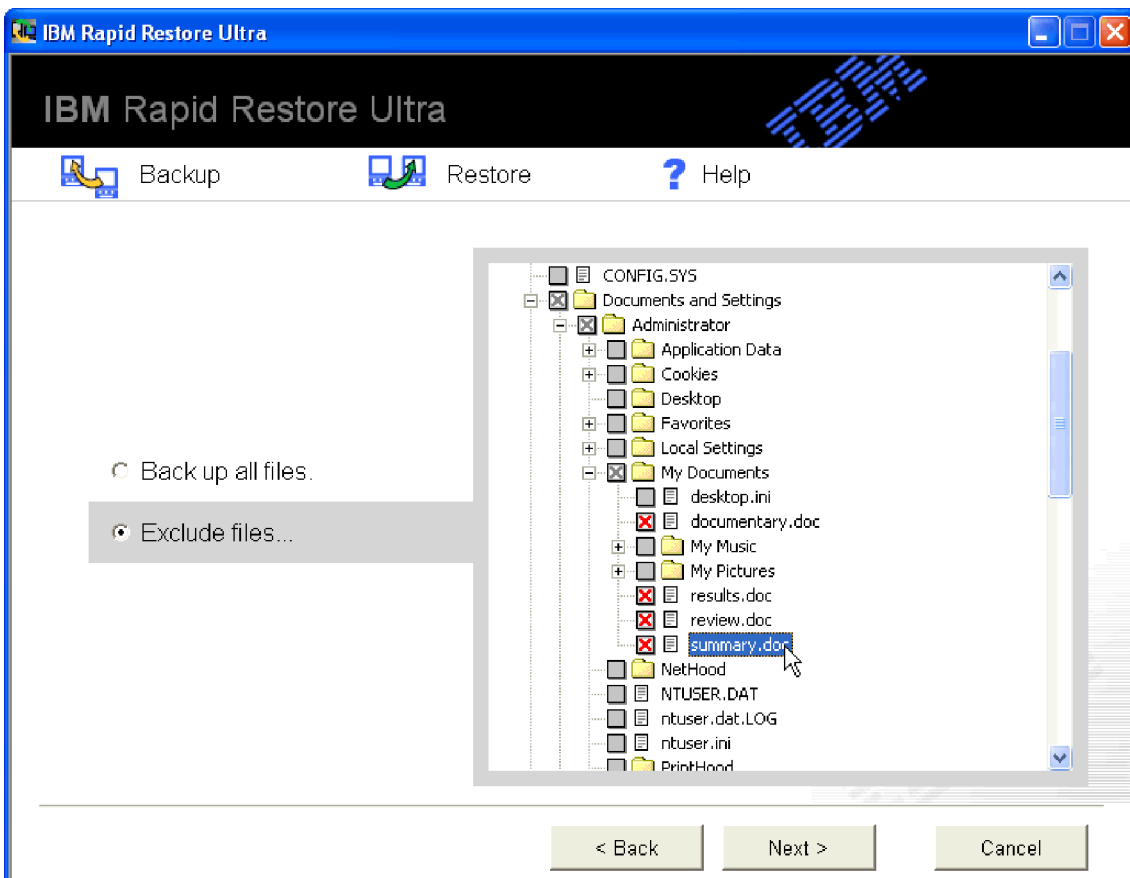 IBM Rapid Restore Ultra
IBM Rapid Restore Ultra
IBM
Backup
Restore
? Help
CONFIG.SYS
Documents and Settings
Administrator
Application Data
Cookies
Desktop
Favorites
Local Settings
My Documents
desktop.ini
documentary.doc
My Music
My Pictures
results.doc
review.doc
summary.doc
NetHood
NTUSER.DAT
ntuser.dat.LOG
ntuser.ini
PrintHood
Back up all files.
Exclude files...
< Back
Next >
Cancel